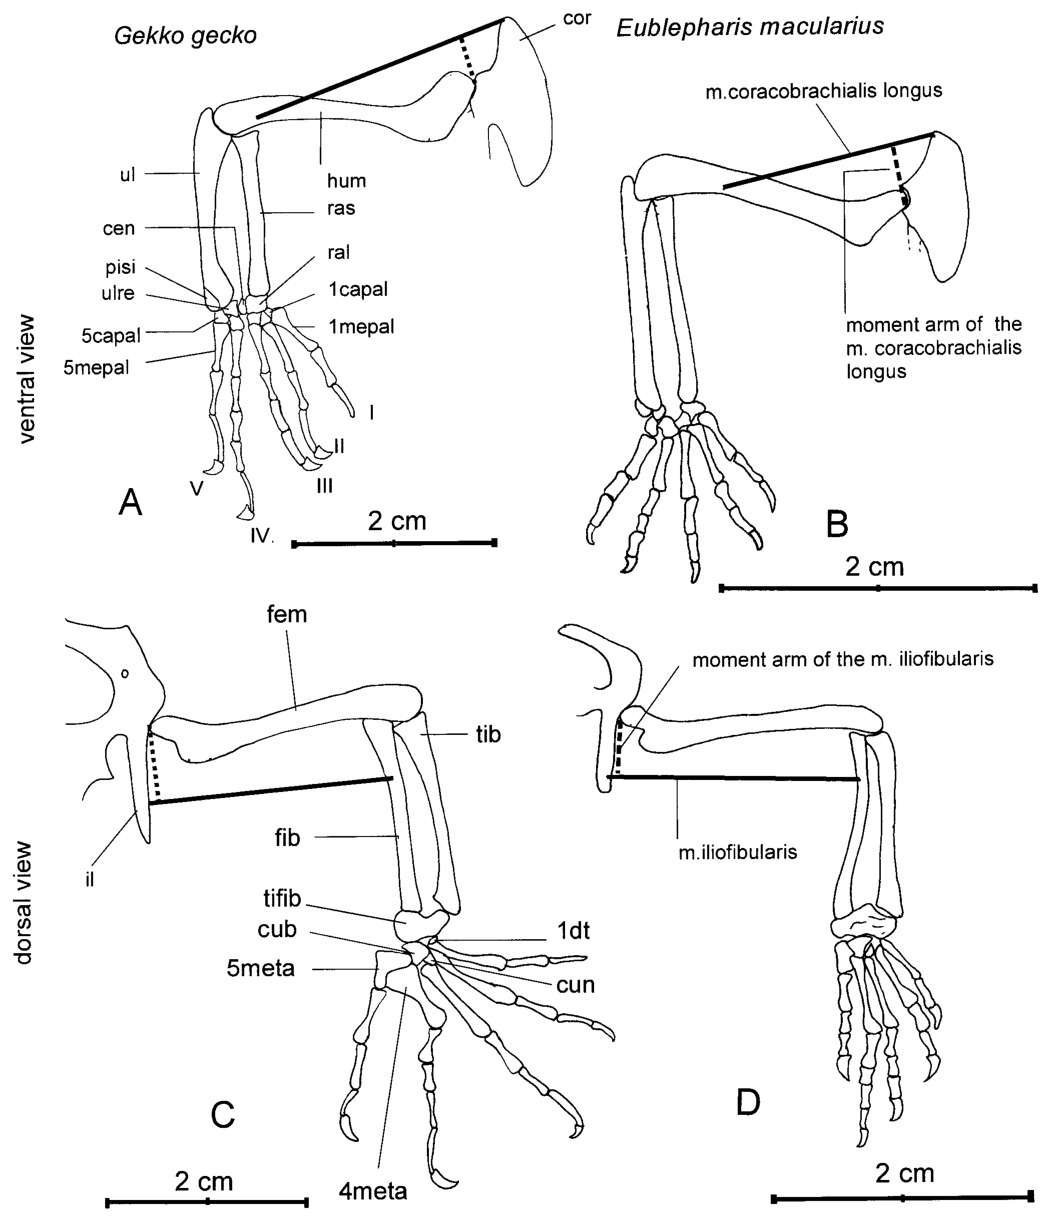 Gekko gecko
cor
Eublepharis macularius
m.coracobrachialis longus
ul
hum
ras
cen
ral
pisi
ulre
1capal
5capal
1mepal
5mepal
moment arm of the
m. coracobrachialis
longus
ventral view
I
II
III
V
IV.
A
2 cm
B
2 cm
fem
moment arm of the m. iliofibularis
tib
fib
m.iliofibularis
il
dorsal view
tifib
cub
1dt
5meta
cun
C
D
4meta
2 cm
2 cm